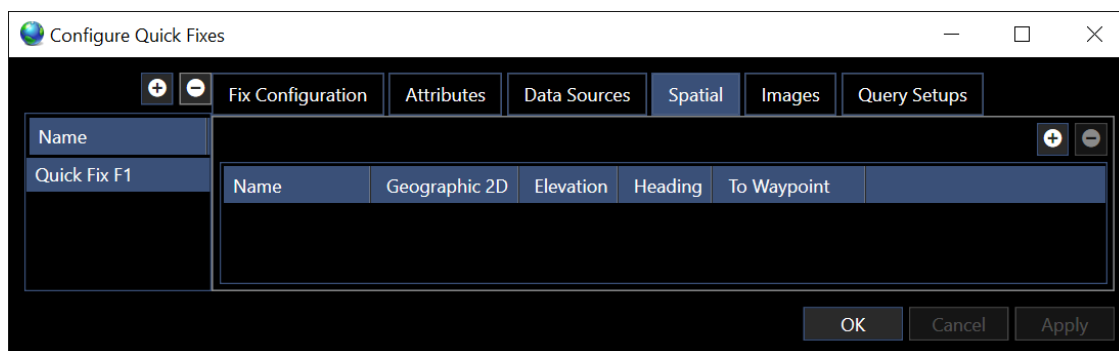 Configure Quick Fixes
Fix Configuration Attributes Data Sources Spatial Images Query Setups
Name
Quick Fix F1
Name Geographic 2D Elevation Heading To Waypoint
OK Cancel Apply